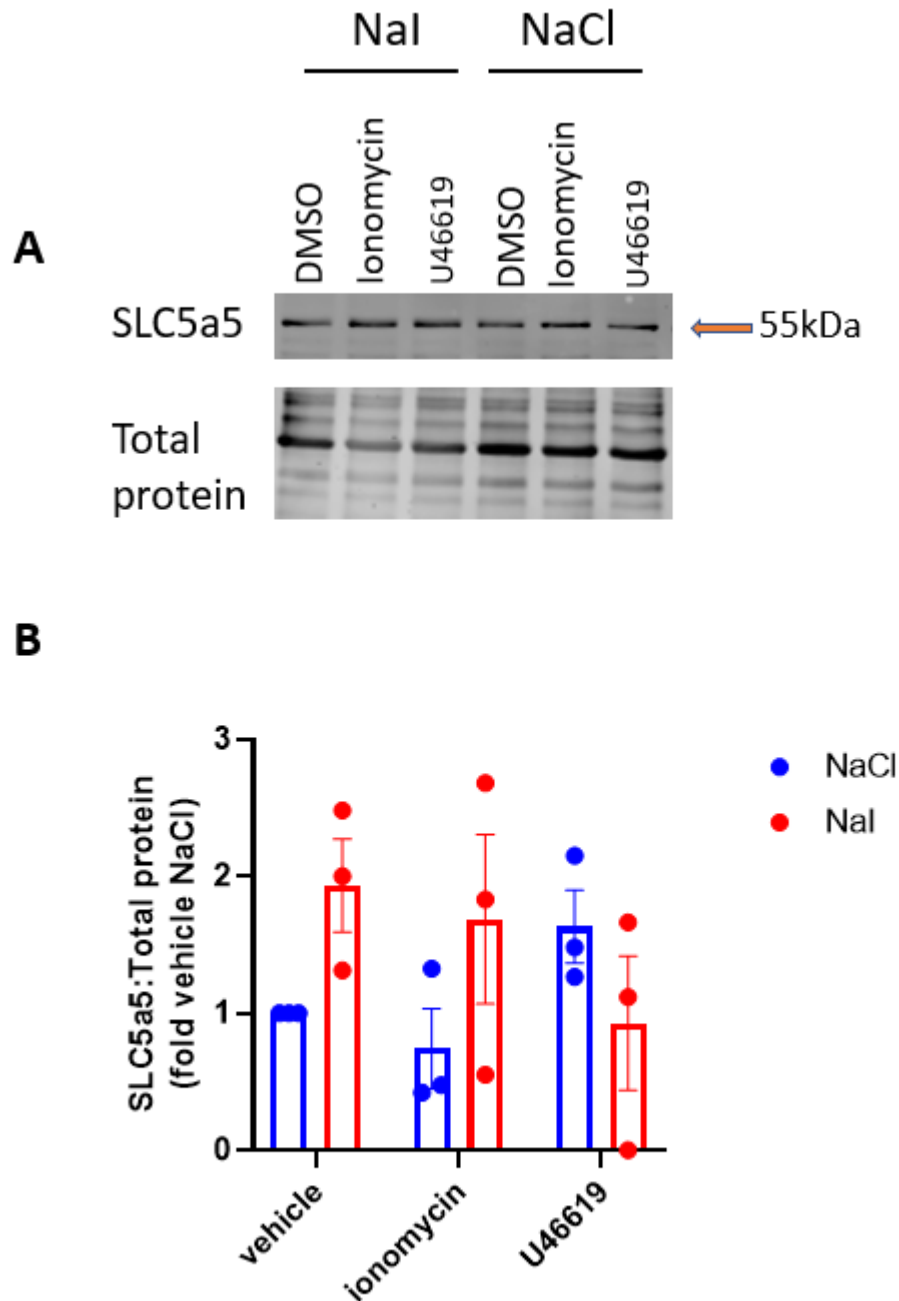 NaI NaCl
DMSO
Ionomycin
U46619
DMSO
Ionomycin
U46619
A
SLC5a5
55kDa
Total
protein
B
SLC5a5:Total protein
(fold vehicle NaCl)
3
2
1
0
NaCl
NaI
vehicle
ionomycin
U46619